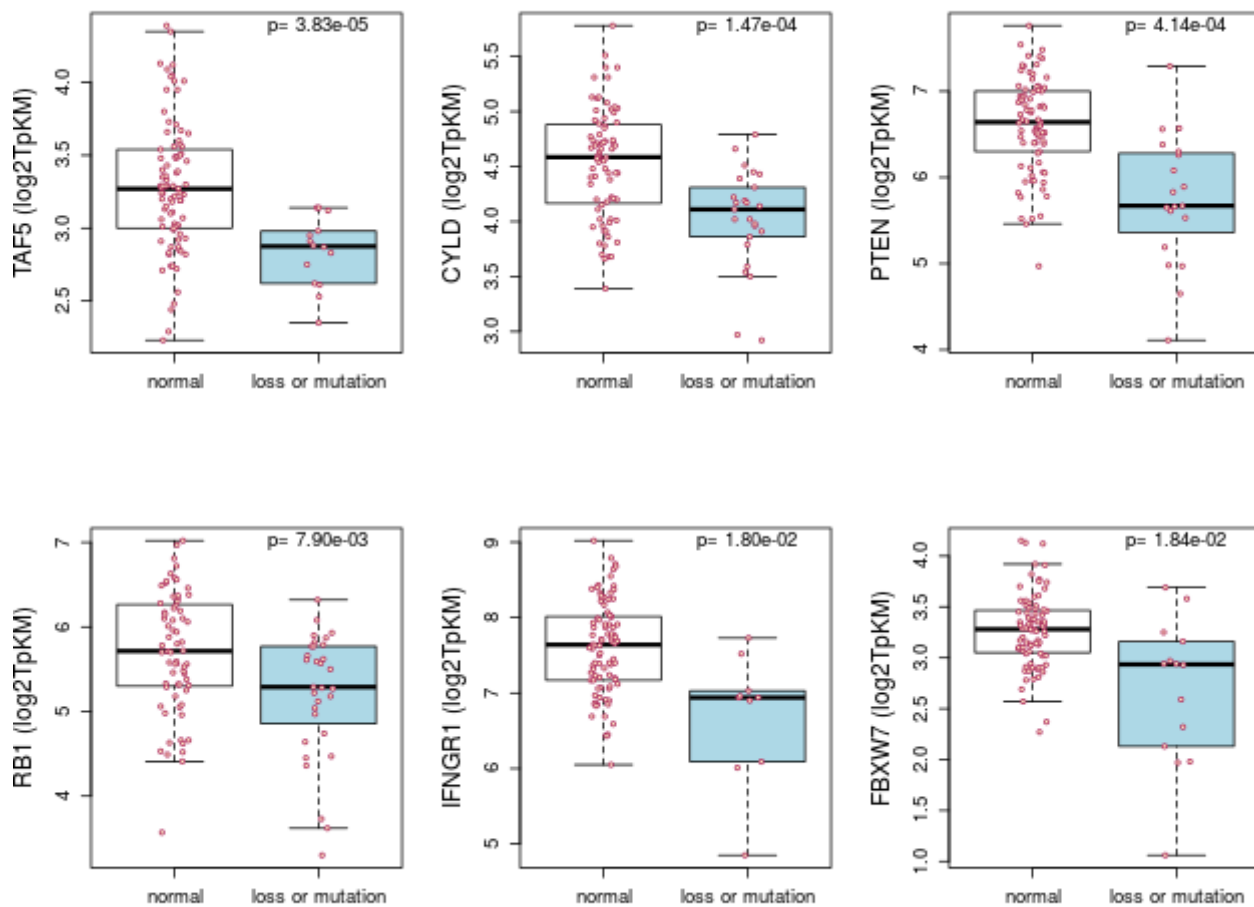 TAF5 (log2TpKM)
4.0
3.5
3.0
2.5
p= 3.83e-05
normal
loss or mutation
CYLD (log2TpKM)
5.5
5.0
4.5
4.0
3.5
3.0
p= 1.47e-04
normal
loss or mutation
PTEN (log2TpKM)
7
6
5
4
p= 4.14e-04
normal
loss or mutation
RB1 (log2TpKM)
7
6
5
4
p= 7.90e-03
normal
loss or mutation
IFNGR1 (log2TpKM)
9
8
7
6
5
p= 1.80e-02
normal
loss or mutation
FBXW7 (log2TpKM)
4.0
3.5
3.0
2.5
2.0
1.5
1.0
p= 1.84e-02
normal
loss or mutation